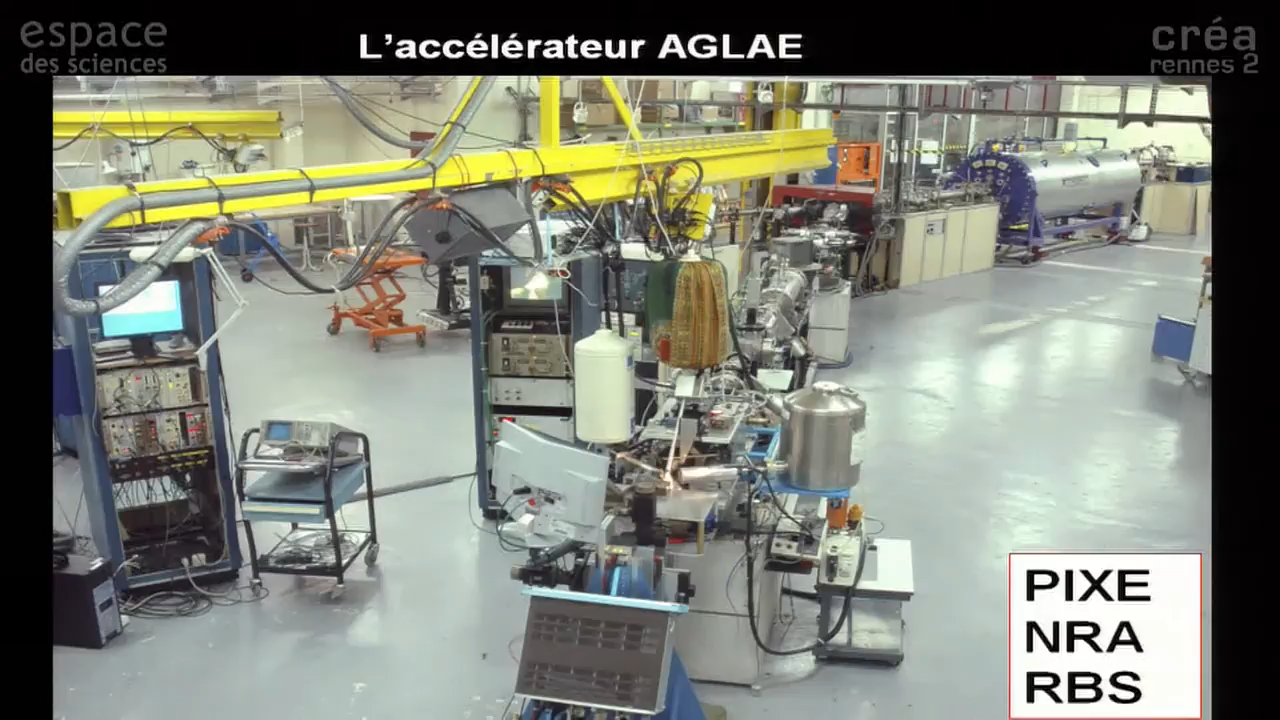 espace
des sciences
L'accélérateur AGLAE
créa
rennes 2
PIXE
NRA
RBS